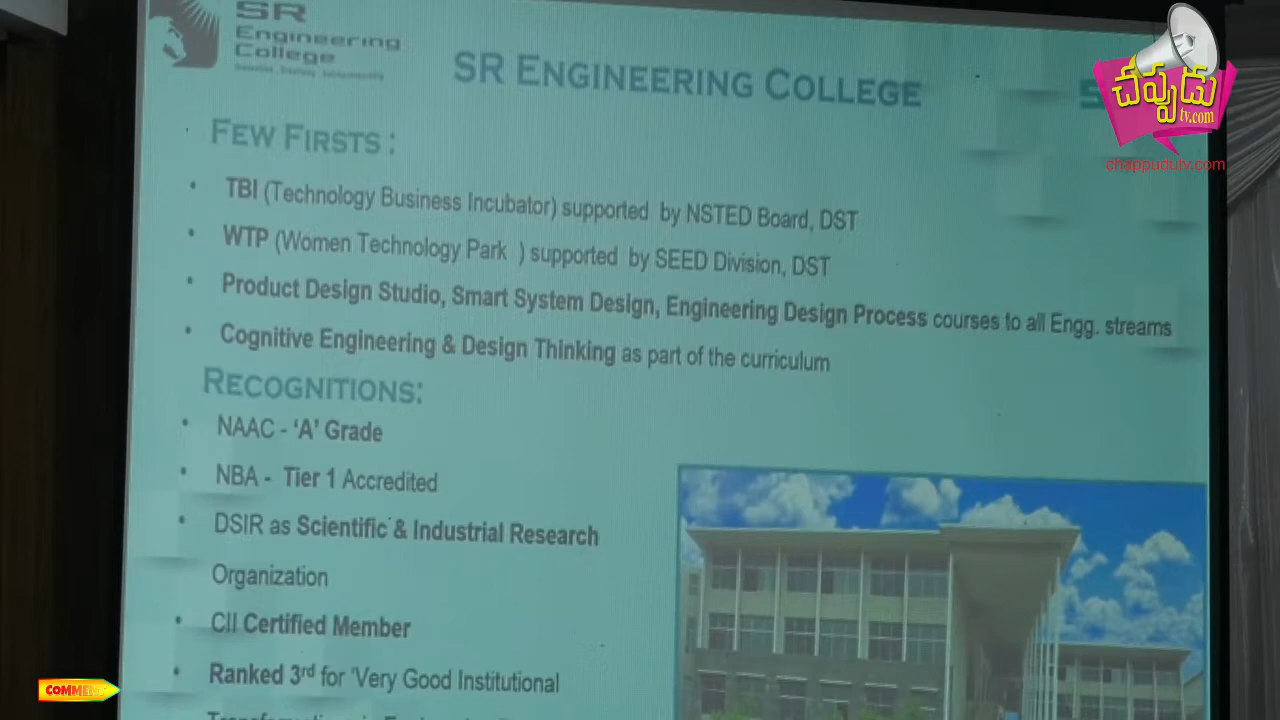 SR
Engineering
College
SR ENGINEERING COLLEGE
చప్పుడు
tv.com
chappudutv.com
FEW FIRSTS :
• TBI (Technology Business Incubator) supported by NSTED Board, DST
• WTP (Women Technology Park ) supported by SEED Division, DST
• Product Design Studio, Smart System Design, Engineering Design Process courses to all Engg. streams
• Cognitive Engineering & Design Thinking as part of the curriculum
RECOGNITIONS:
• NAAC - ‘A’ Grade
• NBA - Tier 1 Accredited
• DSIR as Scientific & Industrial Research
Organization
• CII Certified Member
• Ranked 3rd for ‘Very Good Institutional
COMMENT